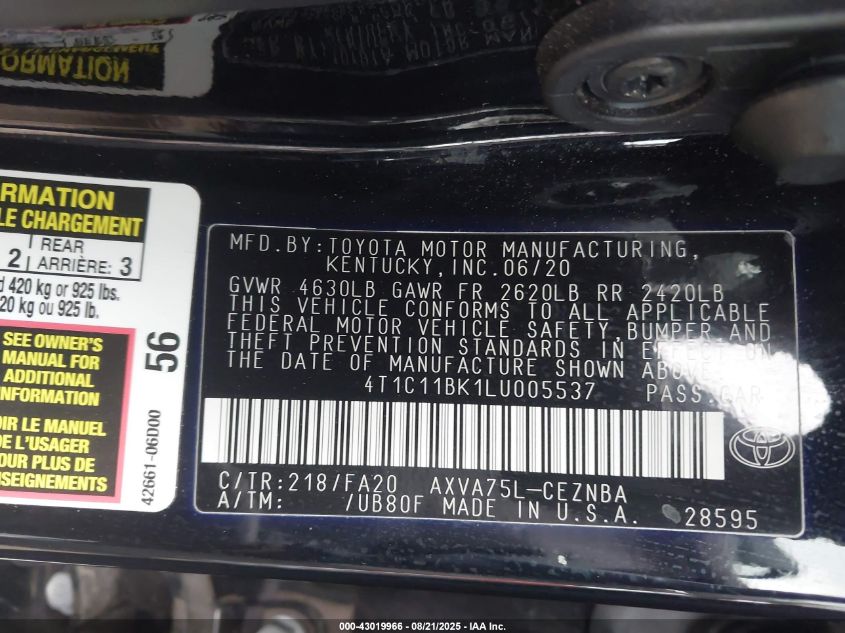 ORMATION
RMATION
LE CHARGEMENT
2 REAR
ARRIÈRE: 3
d 420 kg or 925 lbs.
20 kg ou 925 lb.
SEE OWNER'S
MANUAL FOR
ADDITIONAL
INFORMATION
OIR LE MANUEL
DE L'USAGER
POUR PLUS DE
ENSEIGNEMENTS
56
42661-06D00
MFD.BY:TOYOTA MOTOR MANUFACTURING,
KENTUCKY,INC.06/20
GVWR 4630LB GAWR FR 2620LB RR 2420LB
THIS VEHICLE CONFORMS TO ALL APPLICABLE
FEDERAL MOTOR VEHICLE SAFETY,BUMPER AND
THEFT PREVENTION STANDARDS IN EFFECT ON
THE DATE OF MANUFACTURE SHOWN ABOVE.
4T1C11BK1LU005537 PASS.CAR
C/TR:218/FA20 AXVA75L-CEZNBA
A/TM: /UB80F MADE IN U.S.A. 28595
TOYOTA
000-43019966 - 08/21/2025 - IAA Inc.